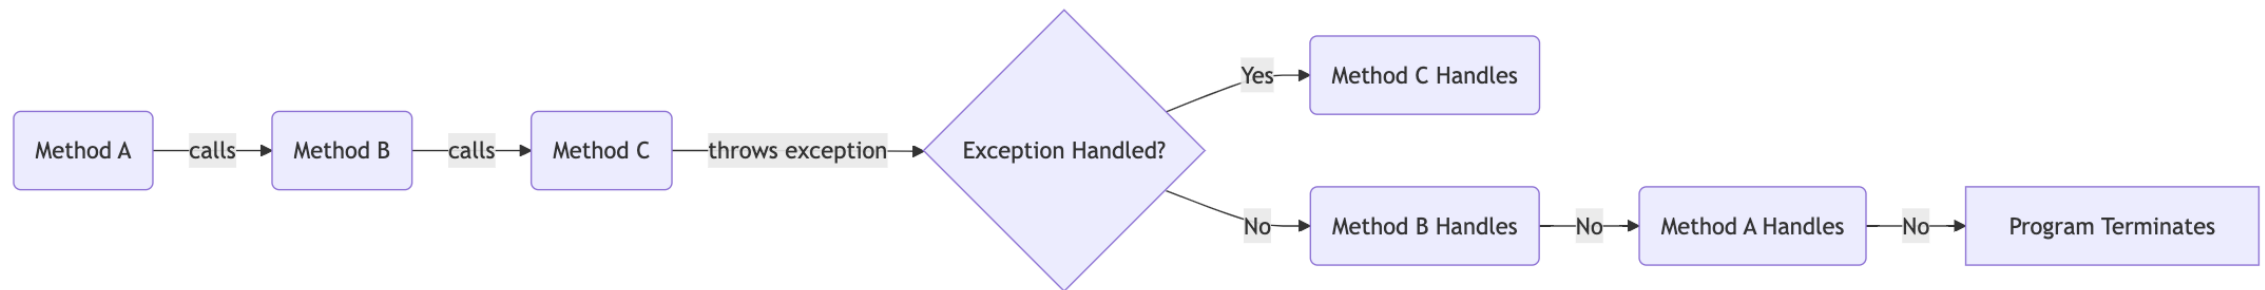 Method A
calls
Method B
calls
Method C
throws exception
Exception Handled?
Yes
Method C Handles
No
Method B Handles
No
Method A Handles
No
Program Terminates